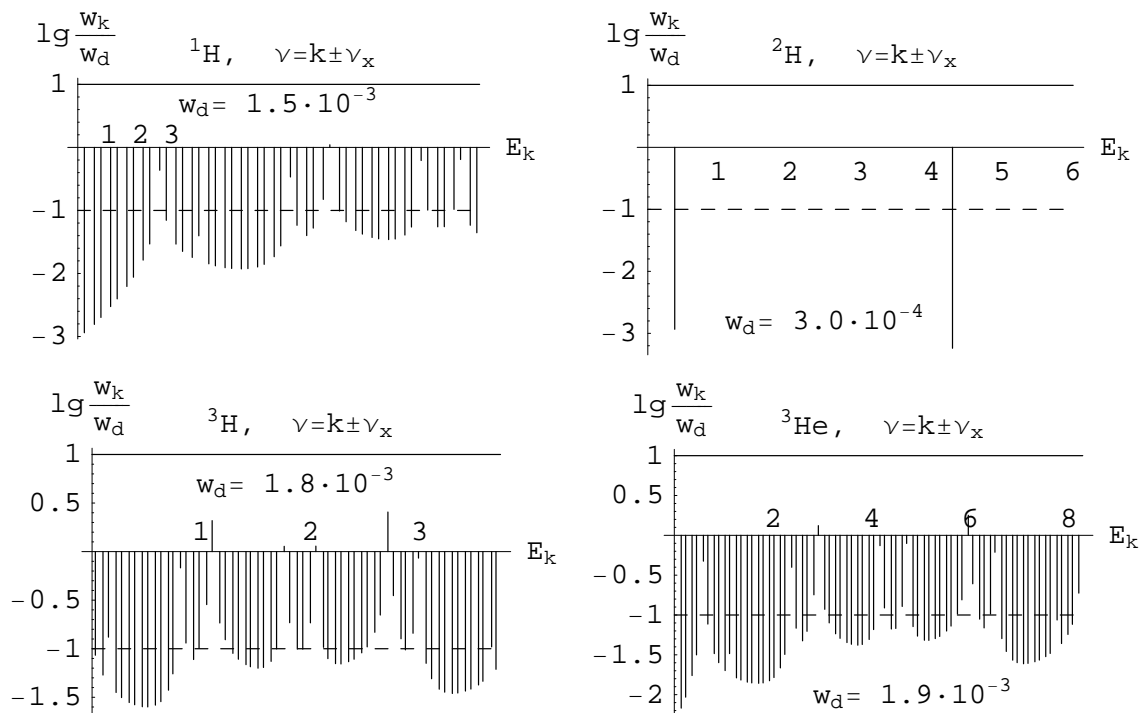 lg w_k/w_d
¹H, ν=k±ν_x
1
w_d= 1.5·10⁻³
1 2 3
E_k
-1
-2
-3
lg w_k/w_d
²H, ν=k±ν_x
1
E_k
1 2 3 4 5 6
-1
-2
-3
w_d= 3.0·10⁻⁴
lg w_k/w_d
³H, ν=k±ν_x
1
w_d= 1.8·10⁻³
0.5
1 2 3
E_k
-0.5
-1
-1.5
lg w_k/w_d
³He, ν=k±ν_x
1
w_d= 1.9·10⁻³
0.5
2 4 6 8
E_k
-0.5
-1
-1.5
-2